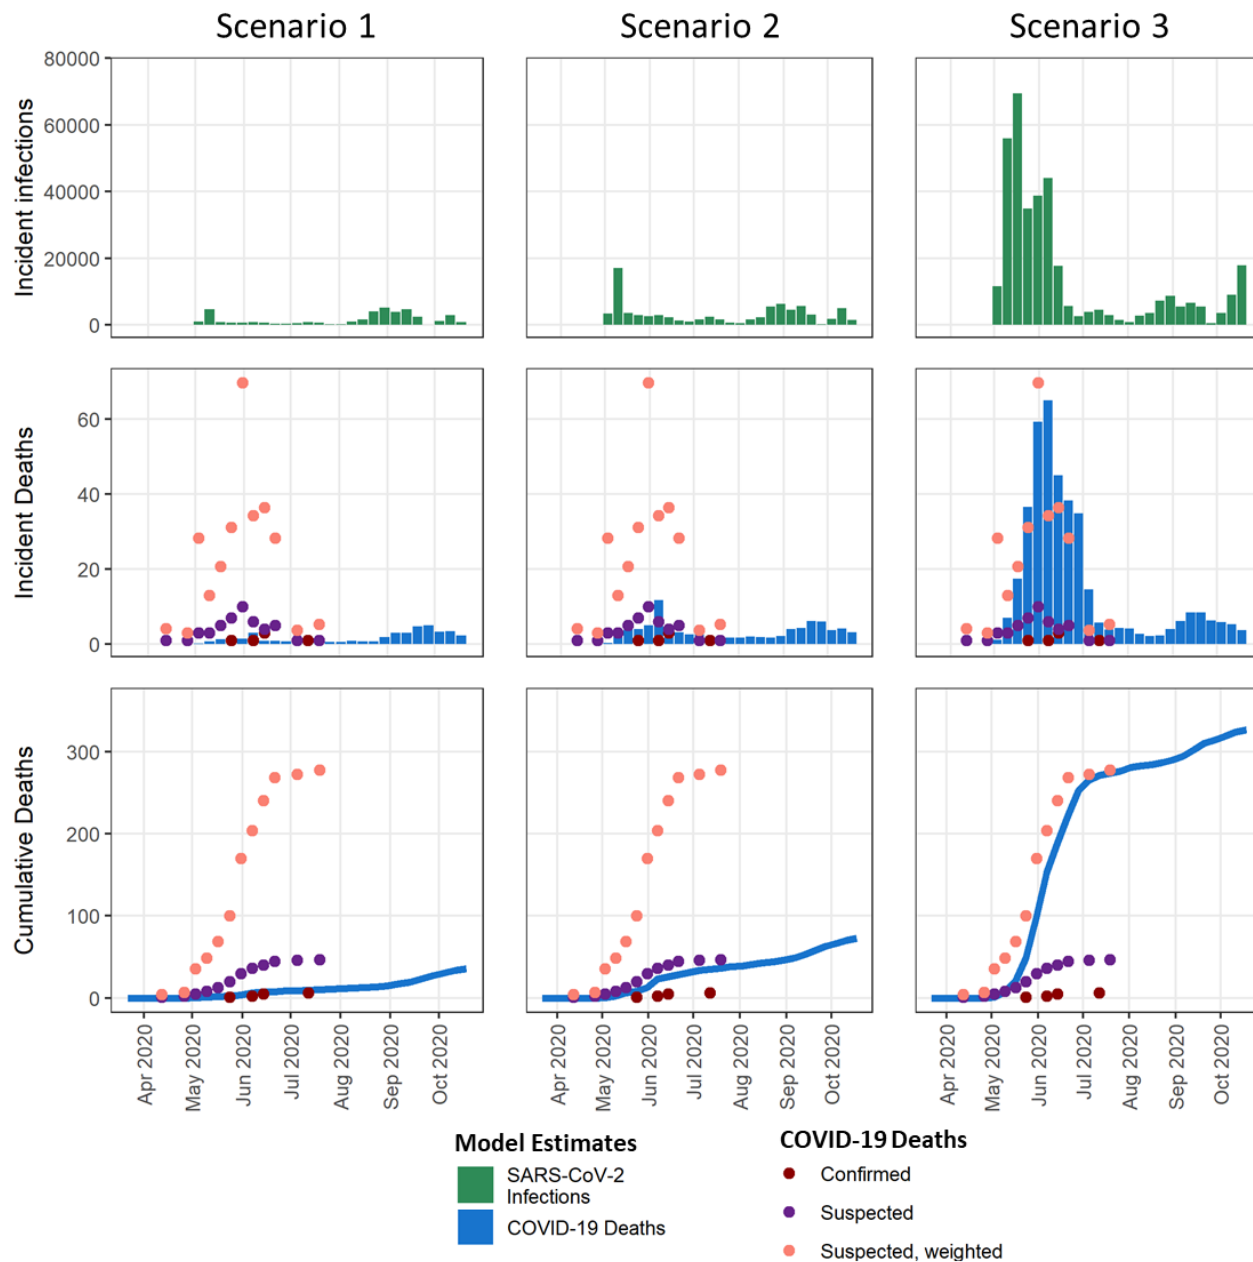 Scenario 1
Scenario 2
Scenario 3
Incident infections
80000
60000
40000
20000
0
Incident Deaths
60
40
20
0
Cumulative Deaths
300
200
100
0
Apr 2020
May 2020
Jun 2020
Jul 2020
Aug 2020
Sep 2020
Oct 2020
Apr 2020
May 2020
Jun 2020
Jul 2020
Aug 2020
Sep 2020
Oct 2020
Apr 2020
May 2020
Jun 2020
Jul 2020
Aug 2020
Sep 2020
Oct 2020
Model Estimates
SARS-CoV-2
Infections
COVID-19 Deaths
COVID-19 Deaths
Confirmed
Suspected
Suspected, weighted